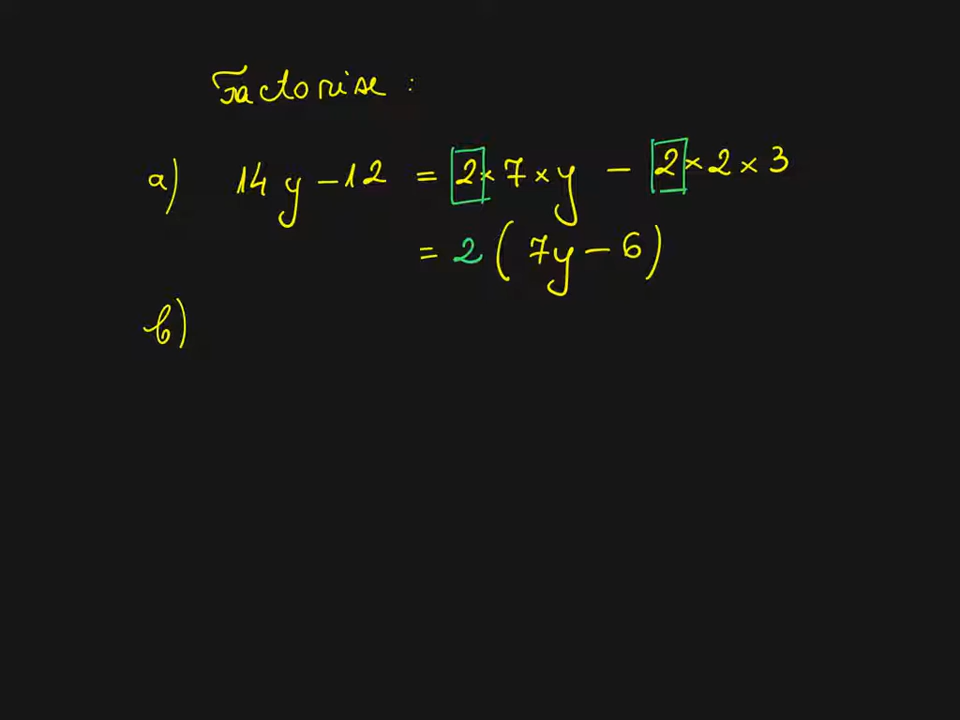 Factorise :
a) 14y - 12 = 2 × 7 × y - 2 × 2 × 3
= 2 ( 7y - 6 )
b)